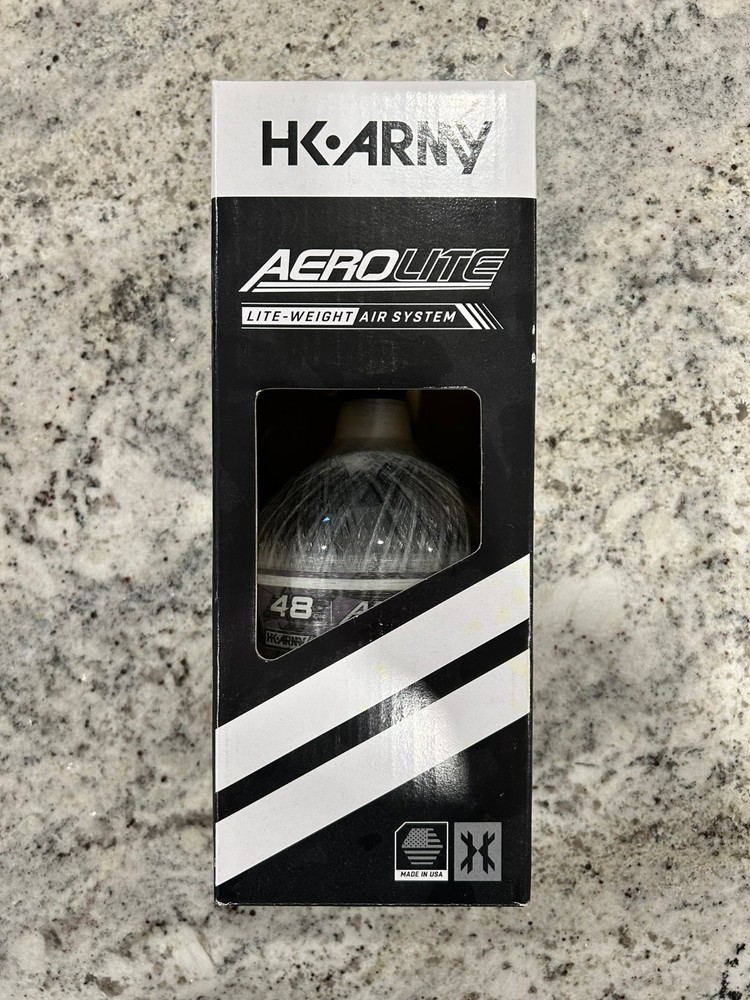 HK ARMY
AEROLITE
LITE-WEIGHT AIR SYSTEM
48
HK ARMY
MADE IN USA